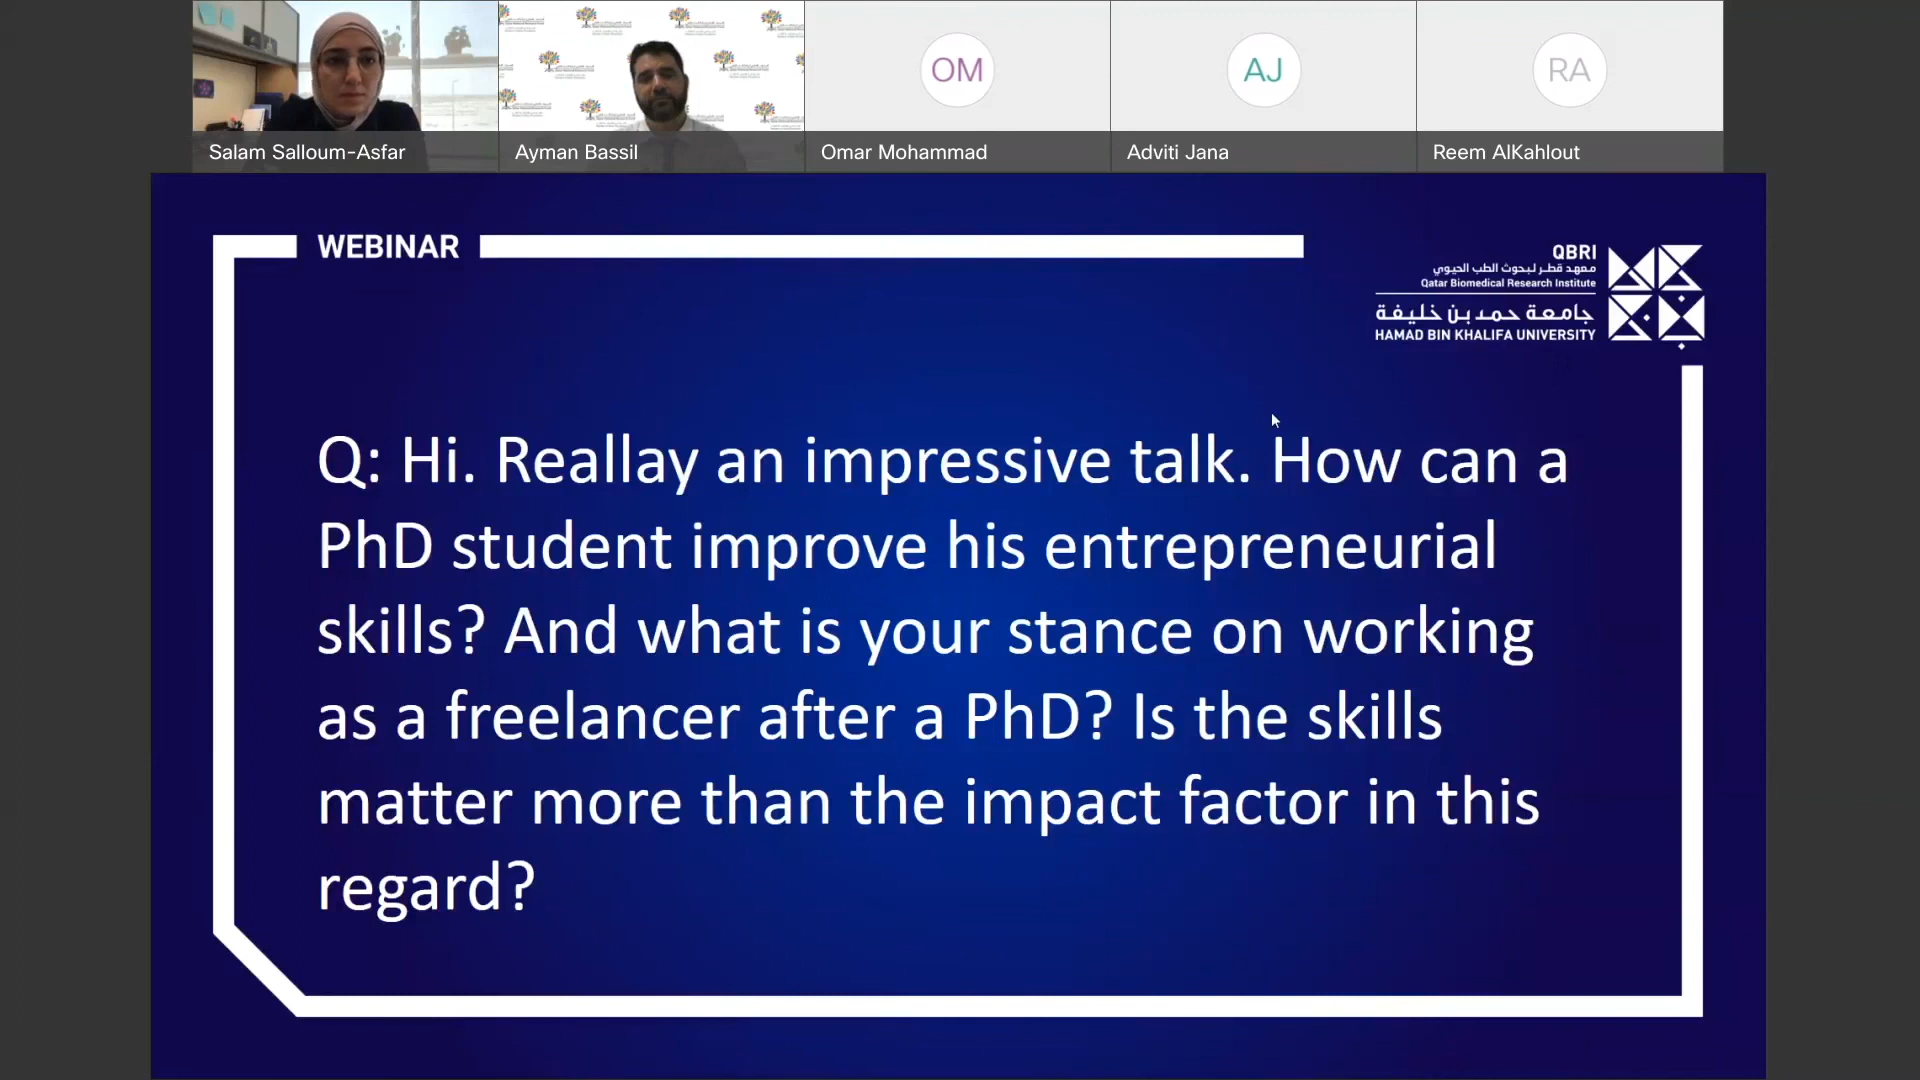 OM
AJ
RA
Salam Salloum-Asfar
Ayman Bassil
Omar Mohammad
Adviti Jana
Reem AlKahlout
WEBINAR
QBRI
معهد قطر لبحوث الطب الحيوي
Qatar Biomedical Research Institute
جامعة حمد بن خليفة
HAMAD BIN KHALIFA UNIVERSITY
Q: Hi. Reallay an impressive talk. How can a
PhD student improve his entrepreneurial
skills? And what is your stance on working
as a freelancer after a PhD? Is the skills
matter more than the impact factor in this
regard?